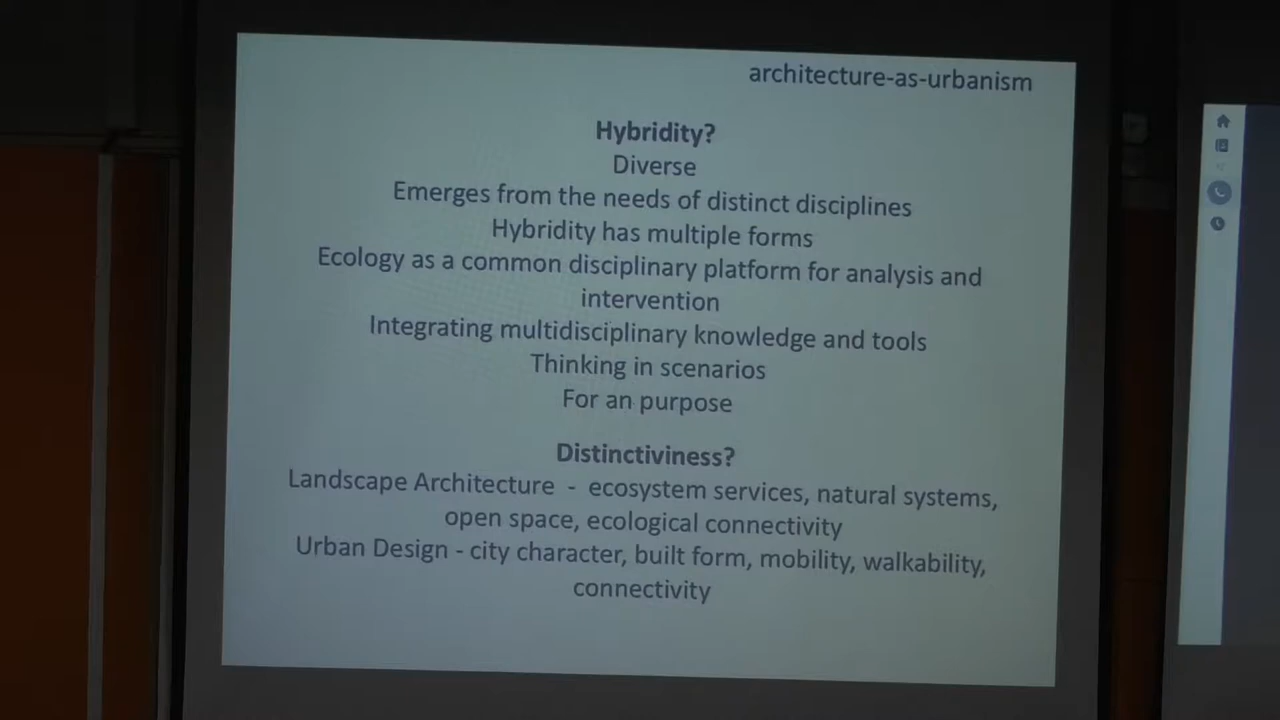 architecture-as-urbanism
Hybridity?
Diverse
Emerges from the needs of distinct disciplines
Hybridity has multiple forms
Ecology as a common disciplinary platform for analysis and
intervention
Integrating multidisciplinary knowledge and tools
Thinking in scenarios
For an purpose
Distinctiviness?
Landscape Architecture - ecosystem services, natural systems,
open space, ecological connectivity
Urban Design - city character, built form, mobility, walkability,
connectivity